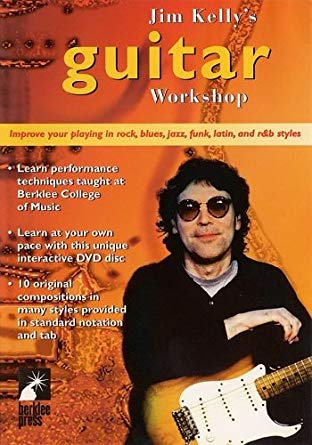 Jim Kelly's
guitar
Workshop
Improve your playing in rock, blues, jazz, funk, latin, and r&b styles
• Learn performance
techniques taught at
Berklee College
of Music
• Learn at your own
pace with this unique
interactive DVD disc
• 10 original
compositions in
many styles provided
in standard notation
and tab
berklee
press